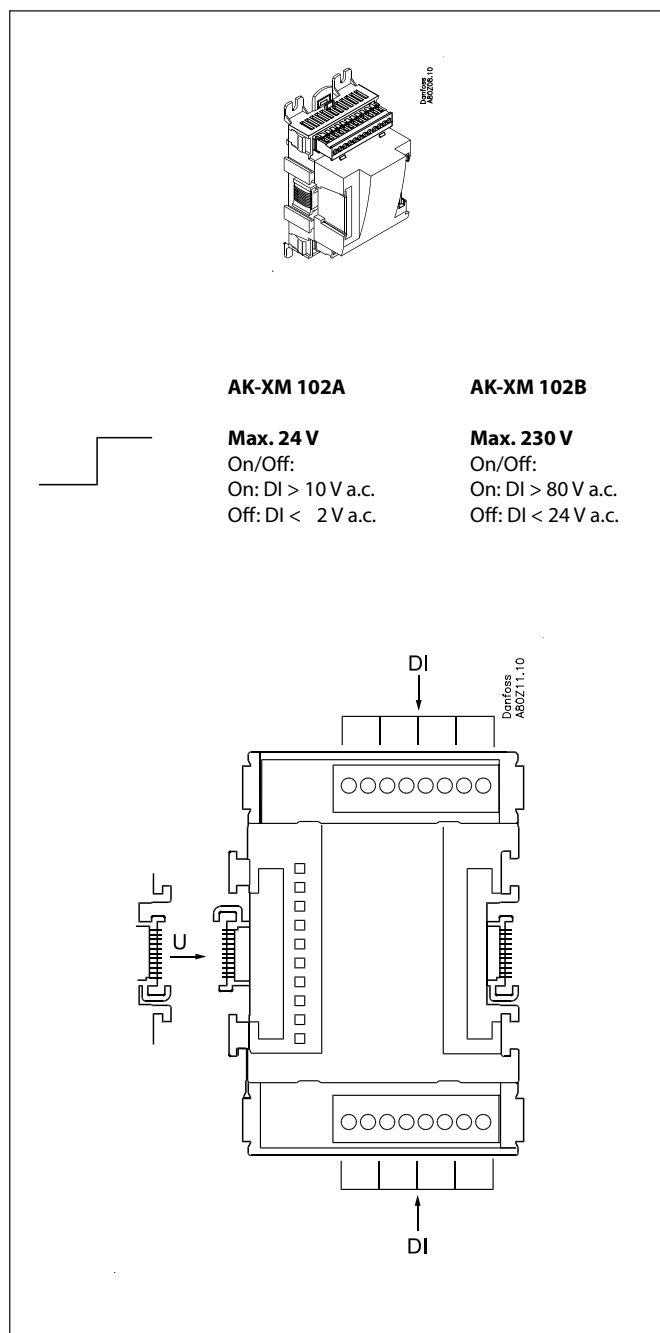 Danfoss
A80Z08.10
AK-XM 102A
Max. 24 V
On/Off:
On: DI > 10 V a.c.
Off: DI < 2 V a.c.
AK-XM 102B
Max. 230 V
On/Off:
On: DI > 80 V a.c.
Off: DI < 24 V a.c.
DI
Danfoss
A80Z11.10
U
DI